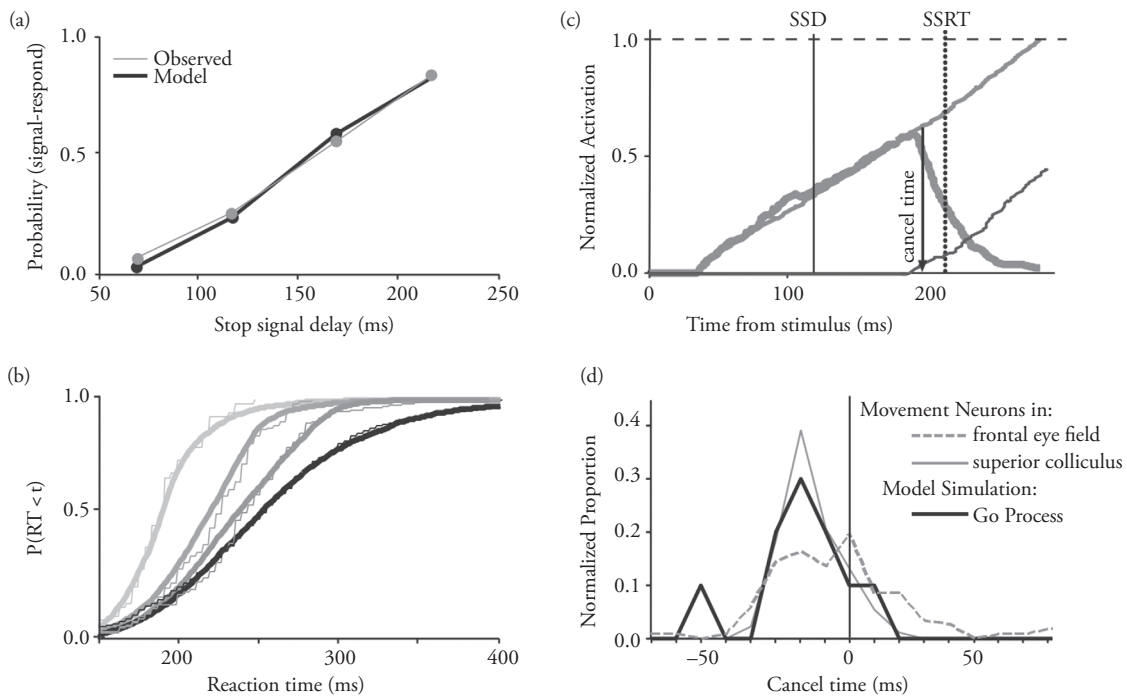 (a)
1.0
0.5
0.0
Probability (signal-respond)
Observed
Model
50
100
150
200
250
Stop signal delay (ms)
(c)
SSD
SSRT
1.0
0.5
0.0
Normalized Activation
cancel time
0
100
200
Time from stimulus (ms)
(b)
1.0
0.5
0.0
P(RT < t)
200
300
400
Reaction time (ms)
(d)
0.4
0.3
0.2
0.1
0.0
Normalized Proportion
Movement Neurons in:
frontal eye field
superior colliculus
Model Simulation:
Go Process
–50
0
50
Cancel time (ms)